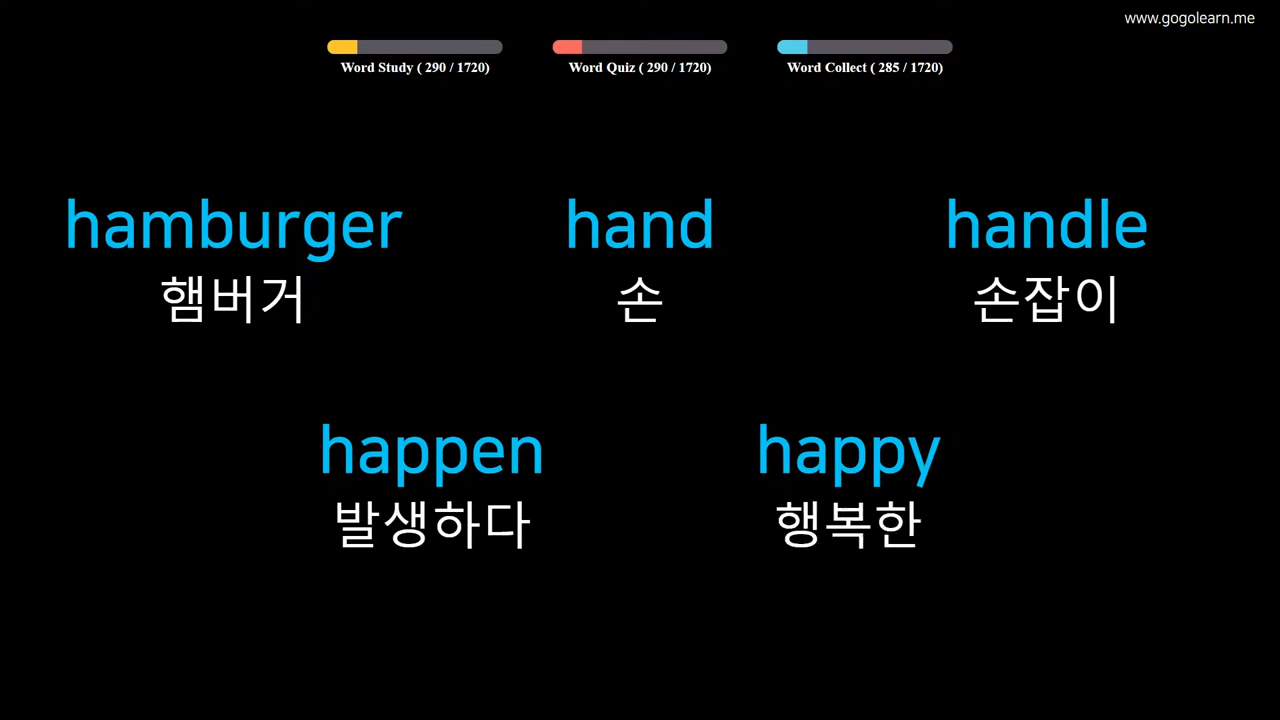 www.gogolearn.me
Word Study ( 290 / 1720)
Word Quiz ( 290 / 1720)
Word Collect ( 285 / 1720)
hamburger
햄버거
hand
손
handle
손잡이
happen
발생하다
happy
행복한